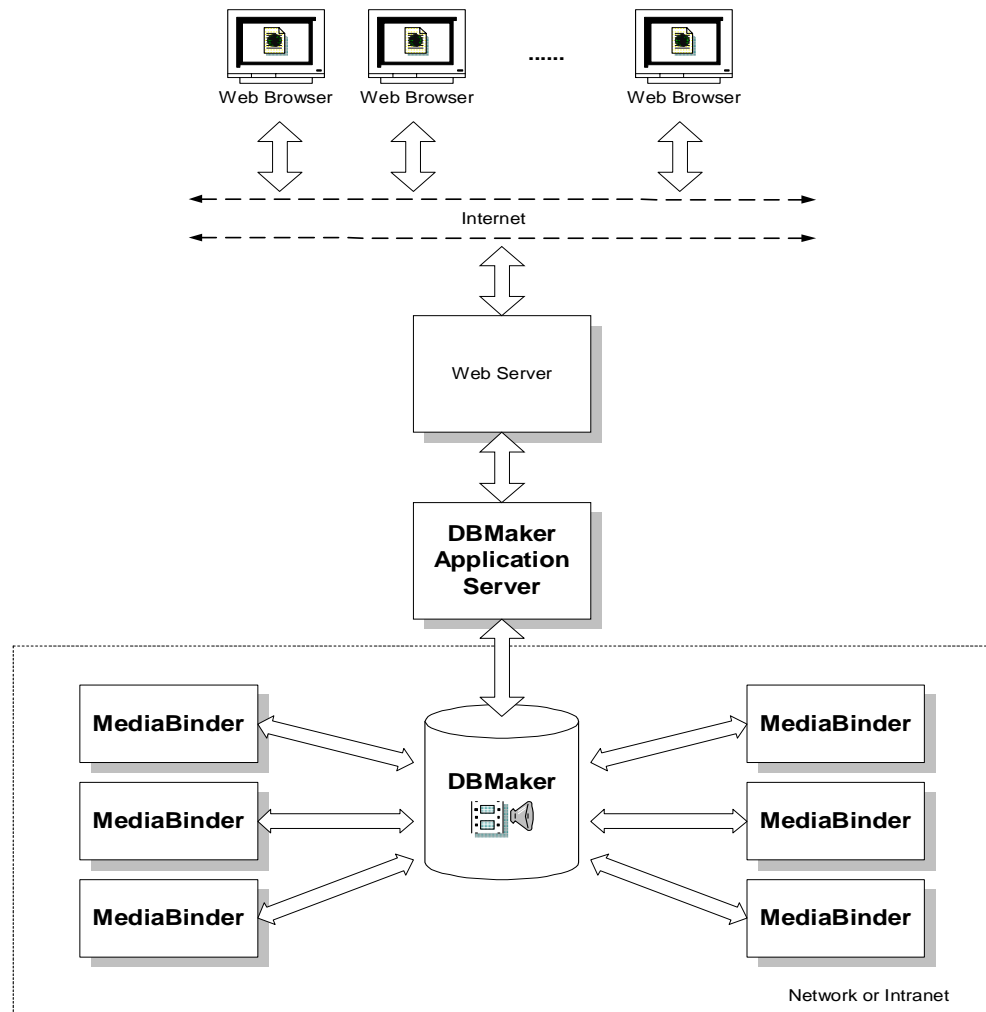 ......
Web Browser Web Browser Web Browser
Internet
Web Server
DBMaker
Application
Server
MediaBinder MediaBinder
DBMaker
MediaBinder MediaBinder
MediaBinder MediaBinder
Network or Intranet